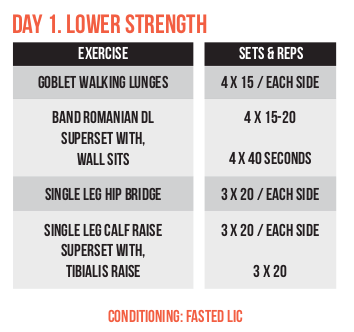 DAY 1. LOWER STRENGTH
EXERCISE SETS & REPS
GOBLET WALKING LUNGES 4 X 15 / EACH SIDE
BAND ROMANIAN DL 4 X 15-20
SUPERSET WITH,
WALL SITS 4 X 40 SECONDS
SINGLE LEG HIP BRIDGE 3 X 20 / EACH SIDE
SINGLE LEG CALF RAISE 3 X 20 / EACH SIDE
SUPERSET WITH,
TIBIALIS RAISE 3 X 20
CONDITIONING: FASTED LIC